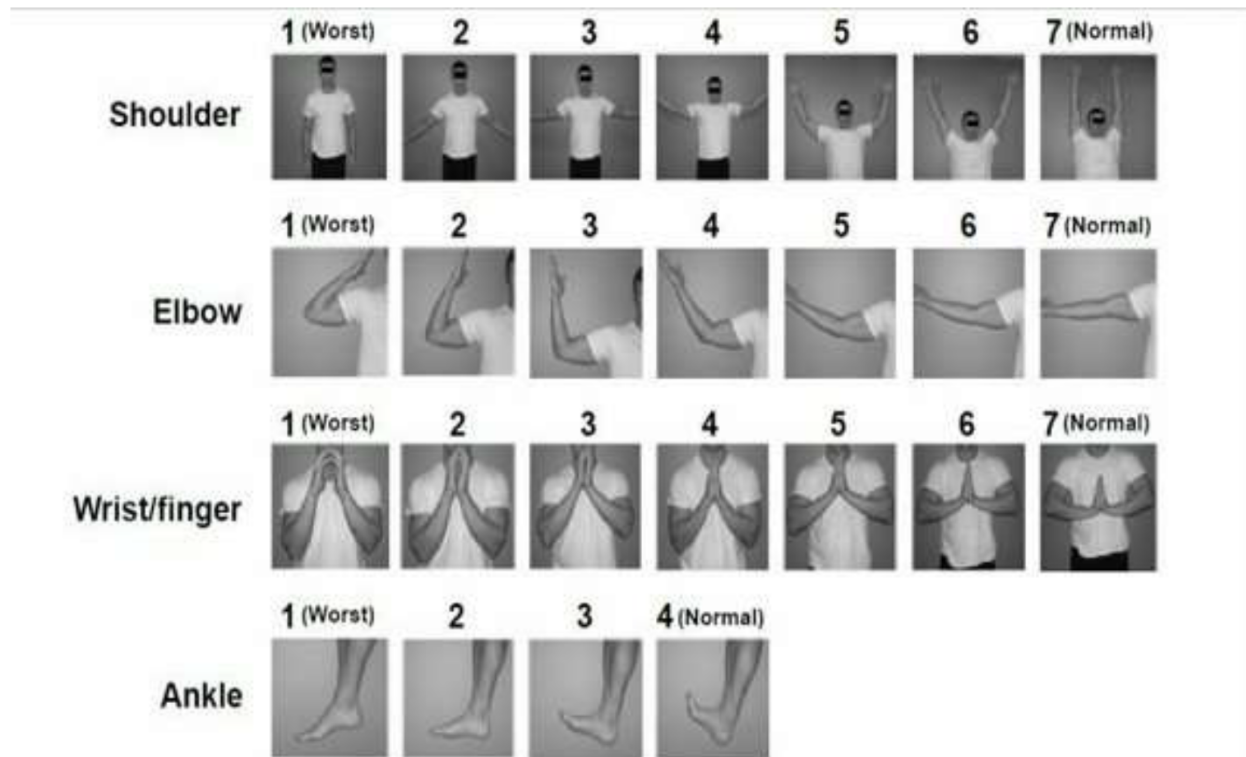 1 (Worst) 2 3 4 5 6 7 (Normal)
Shoulder
1 (Worst) 2 3 4 5 6 7 (Normal)
Elbow
1 (Worst) 2 3 4 5 6 7 (Normal)
Wrist/finger
1 (Worst) 2 3 4 (Normal)
Ankle